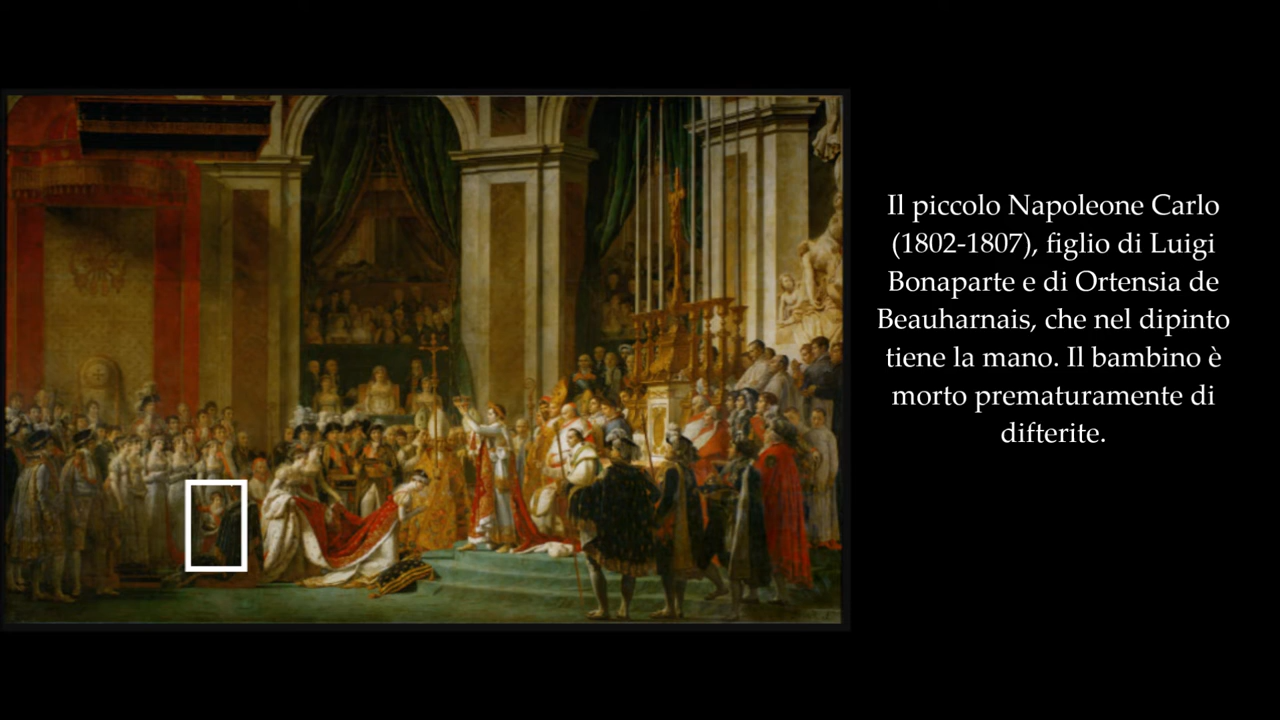 Il piccolo Napoleone Carlo
(1802-1807), figlio di Luigi
Bonaparte e di Ortensia de
Beauharnais, che nel dipinto
tiene la mano. Il bambino è
morto prematuramente di
difterite.